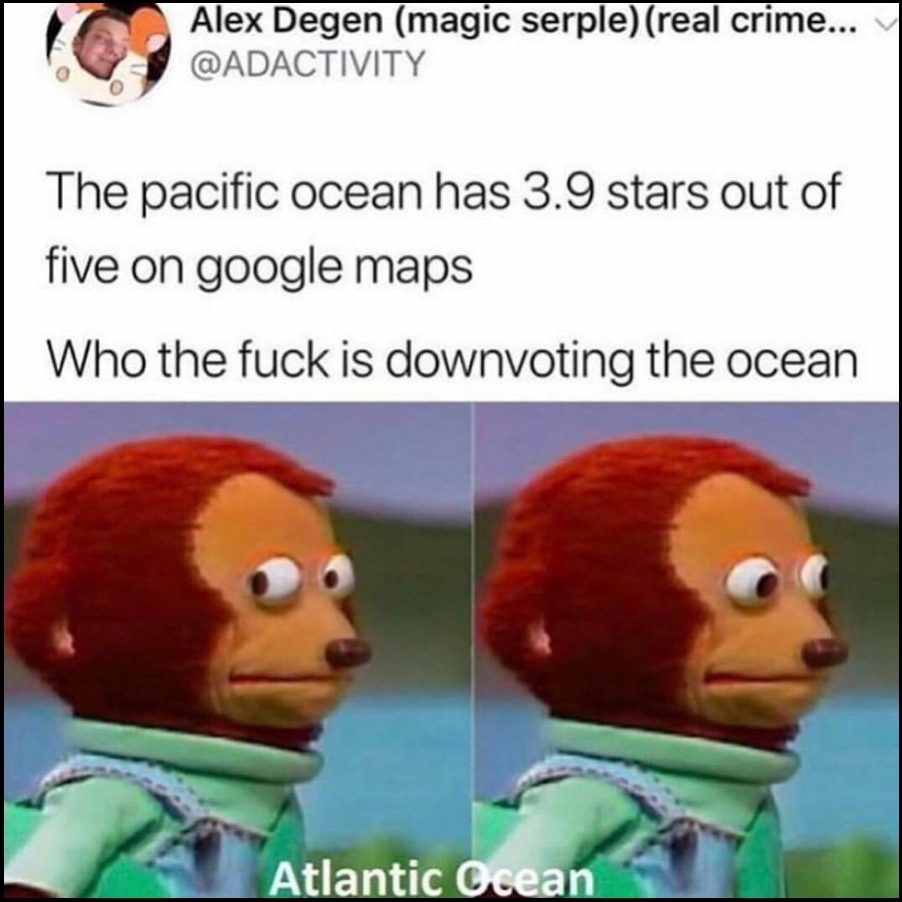 Alex Degen (magic serple)(real crime...
@ADACTIVITY
The pacific ocean has 3.9 stars out of
five on google maps
Who the fuck is downvoting the ocean
Atlantic Ocean